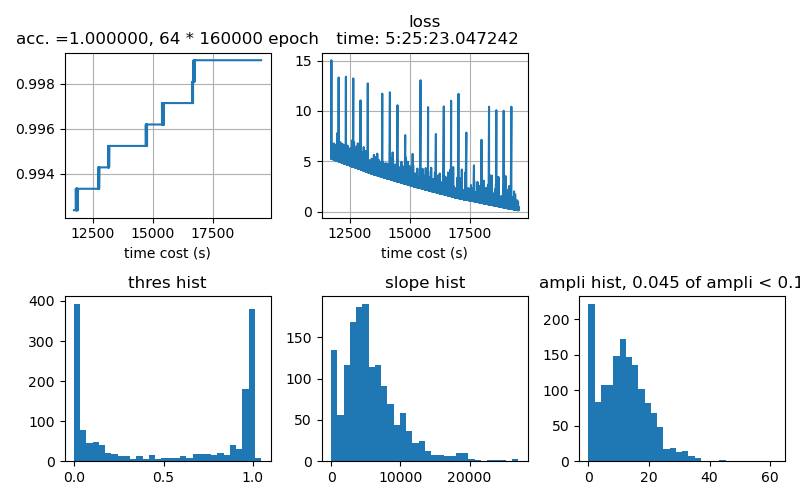 acc. =1.000000, 64 * 160000 epoch
loss
time: 5:25:23.047242
0.998
0.996
0.994
12500 15000 17500
time cost (s)
15
10
5
0
12500 15000 17500
time cost (s)
thres hist
400
300
200
100
0
0.0 0.5 1.0
slope hist
150
100
50
0
0 10000 20000
ampli hist, 0.045 of ampli < 0.1
200
150
100
50
0
0 20 40 60